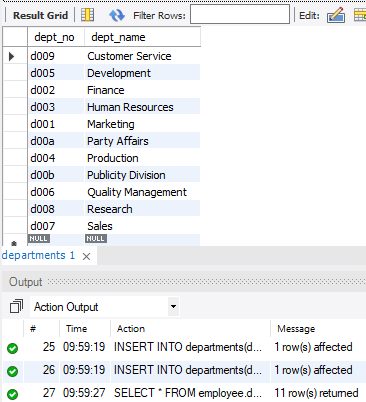 Result Grid Filter Rows: Edit:
dept_no dept_name
d009 Customer Service
d005 Development
d002 Finance
d003 Human Resources
d001 Marketing
d00a Party Affairs
d004 Production
d00b Publicity Division
d006 Quality Management
d008 Research
d007 Sales
NULL NULL
departments 1
Output
Action Output
# Time Action Message
25 09:59:19 INSERT INTO departments(d... 1 row(s) affected
26 09:59:19 INSERT INTO departments(d... 1 row(s) affected
27 09:59:27 SELECT * FROM employee.d... 11 row(s) returned